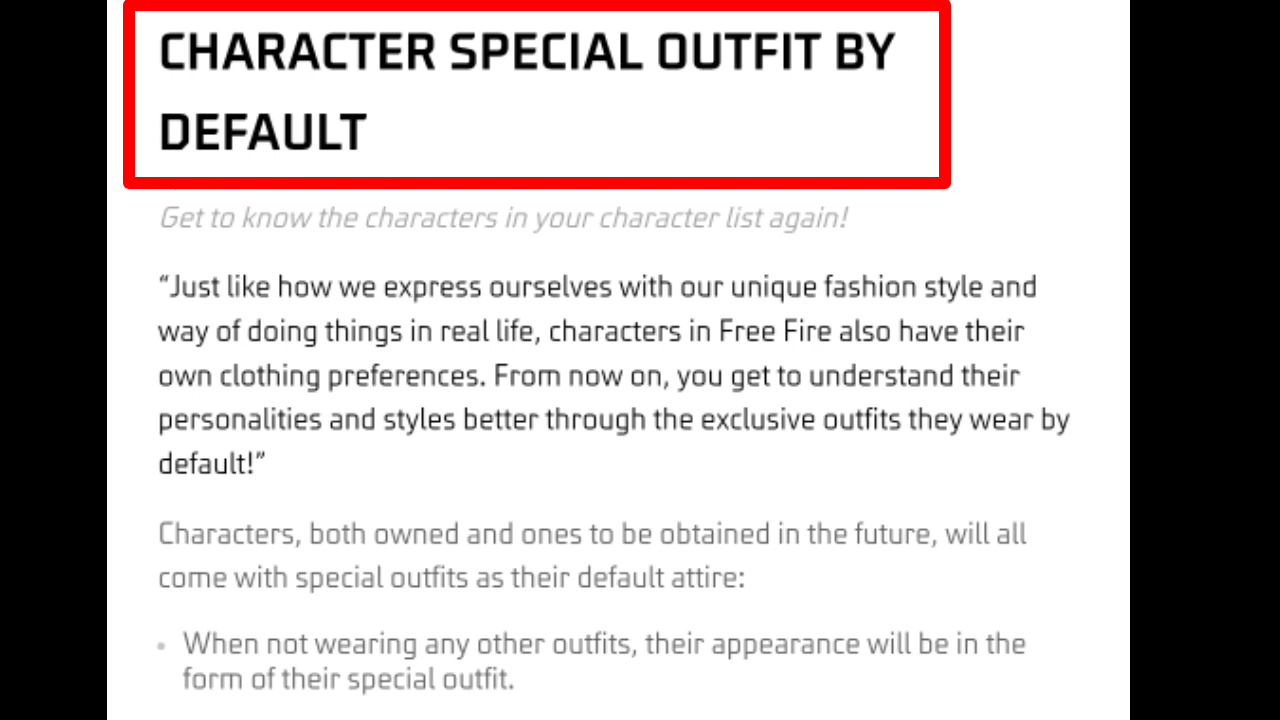 CHARACTER SPECIAL OUTFIT BY
DEFAULT
Get to know the characters in your character list again!
“Just like how we express ourselves with our unique fashion style and
way of doing things in real life, characters in Free Fire also have their
own clothing preferences. From now on, you get to understand their
personalities and styles better through the exclusive outfits they wear by
default!”
Characters, both owned and ones to be obtained in the future, will all
come with special outfits as their default attire:
• When not wearing any other outfits, their appearance will be in the
form of their special outfit.